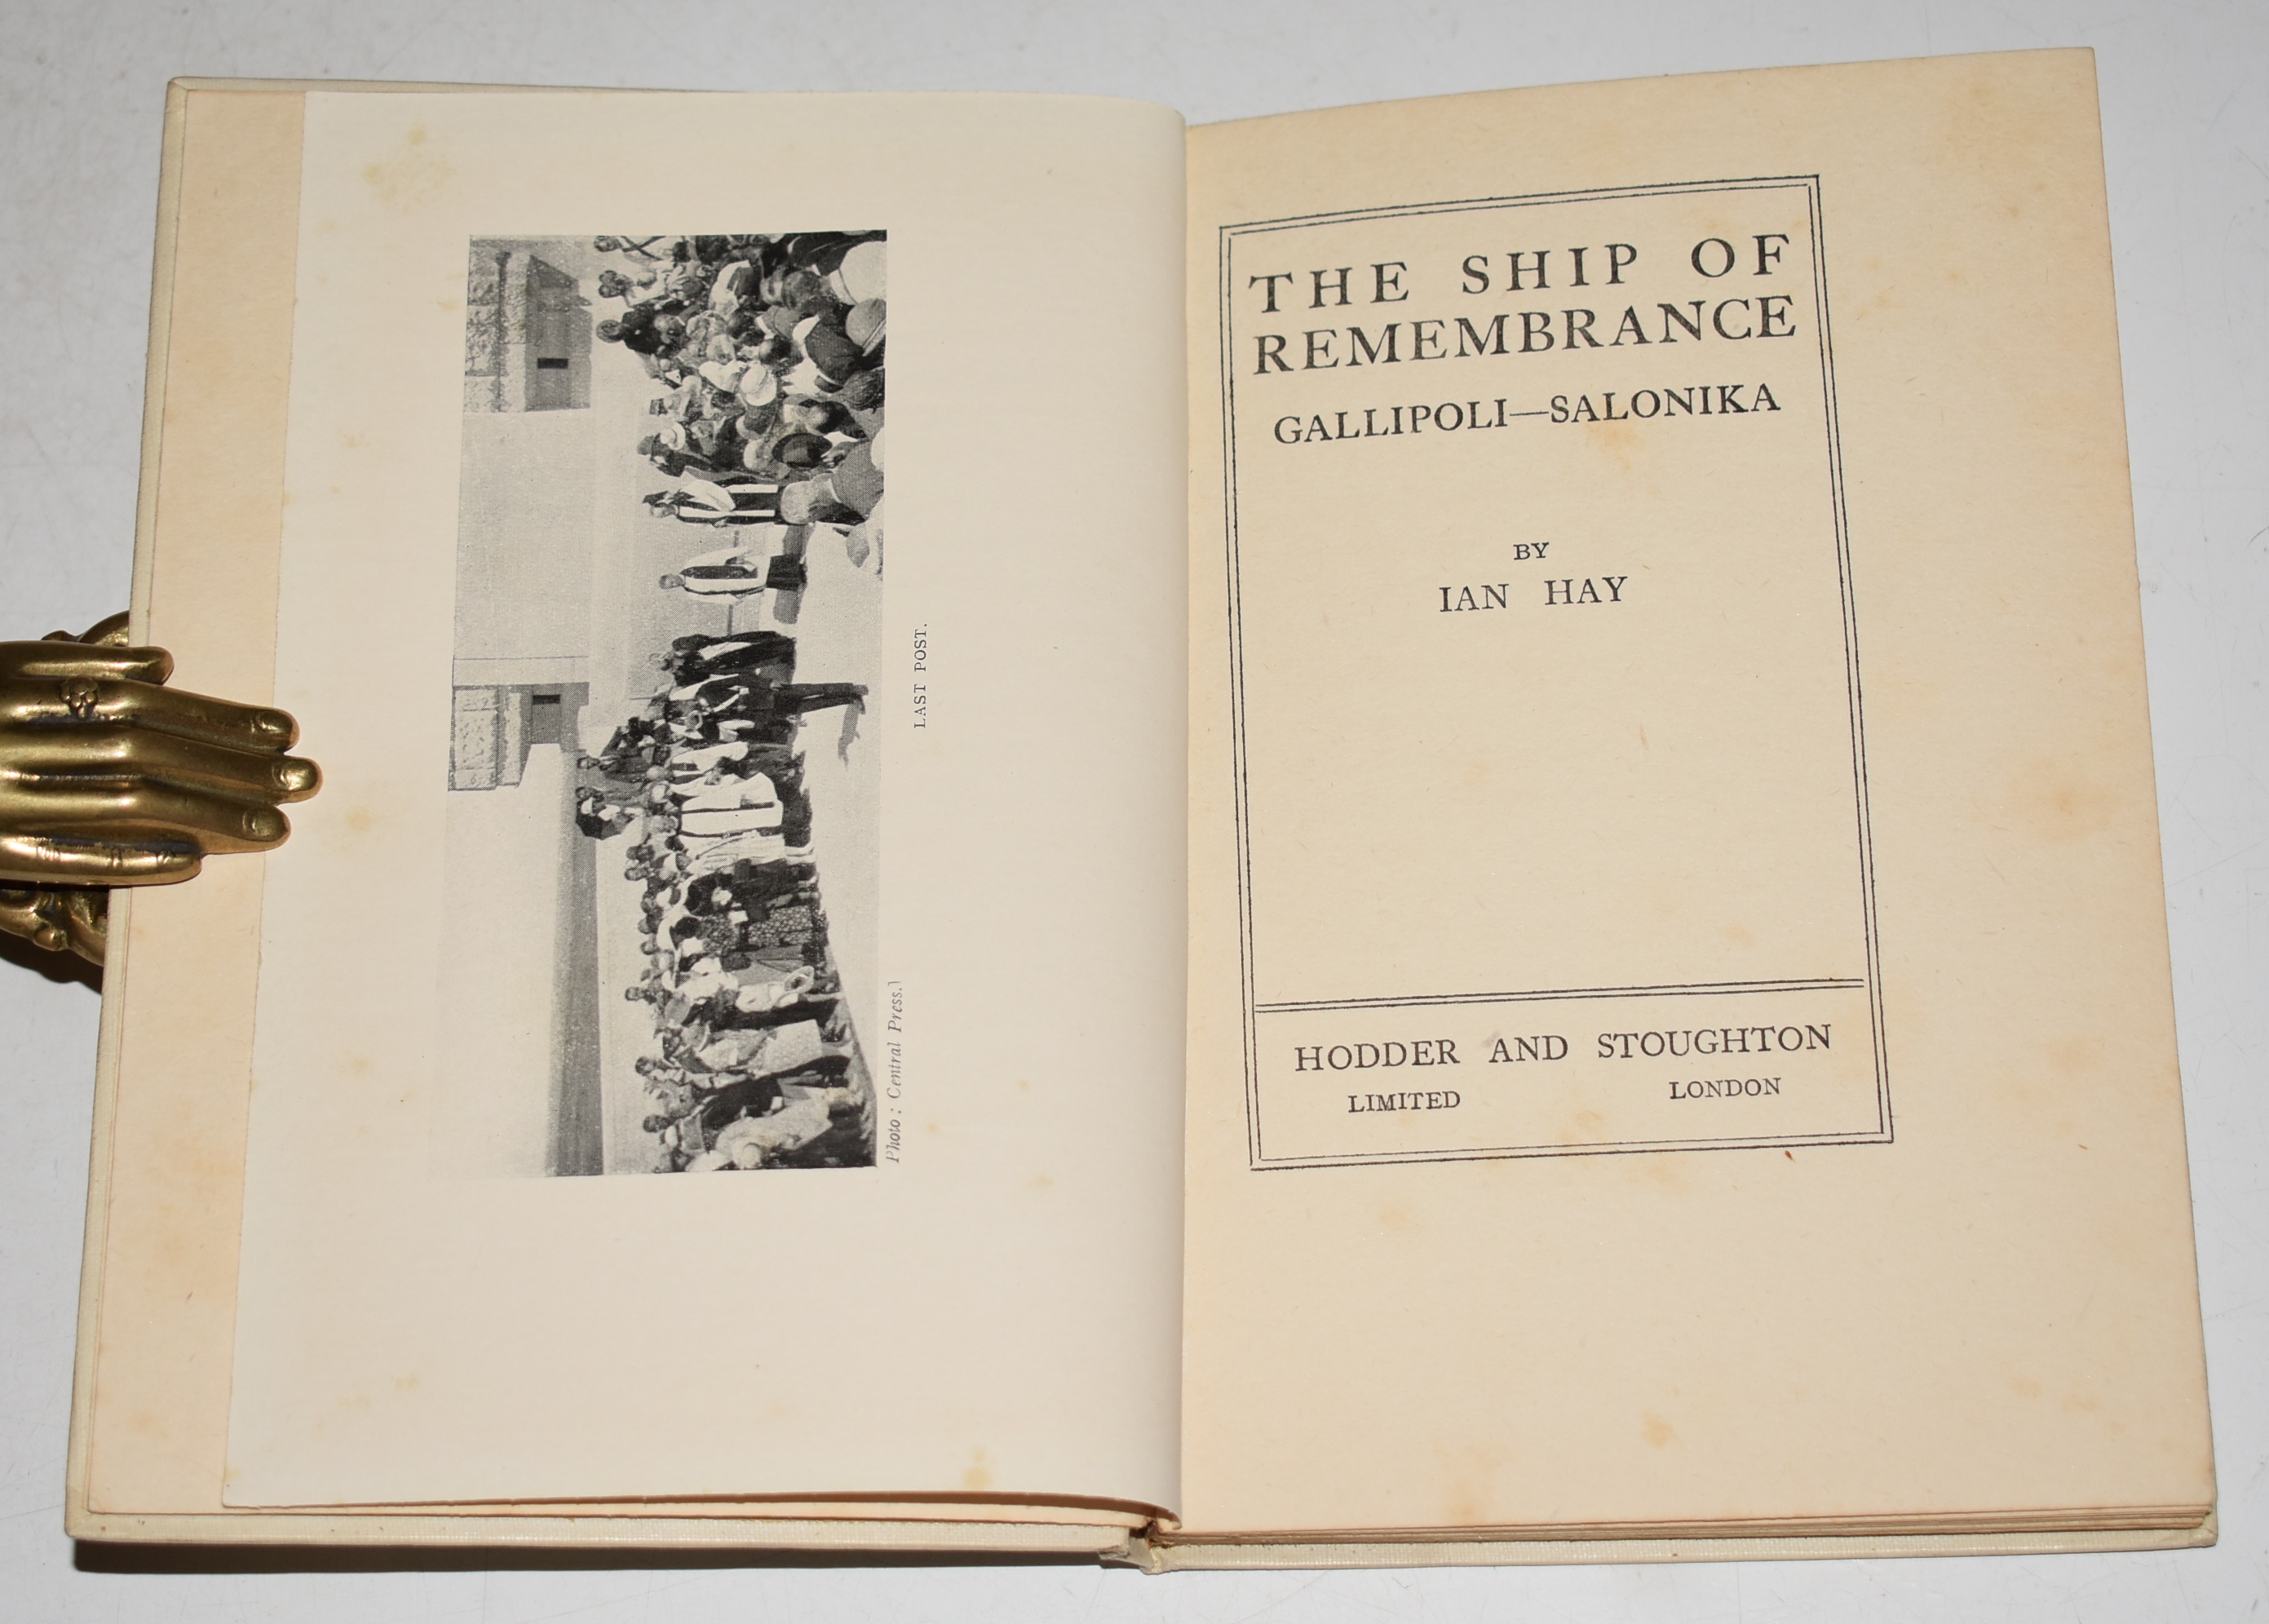 LAST POST.
Photo: Central Press.]
THE SHIP OF
REMEMBRANCE
GALLIPOLI—SALONIKA
BY
IAN HAY
HODDER AND STOUGHTON
LIMITED LONDON